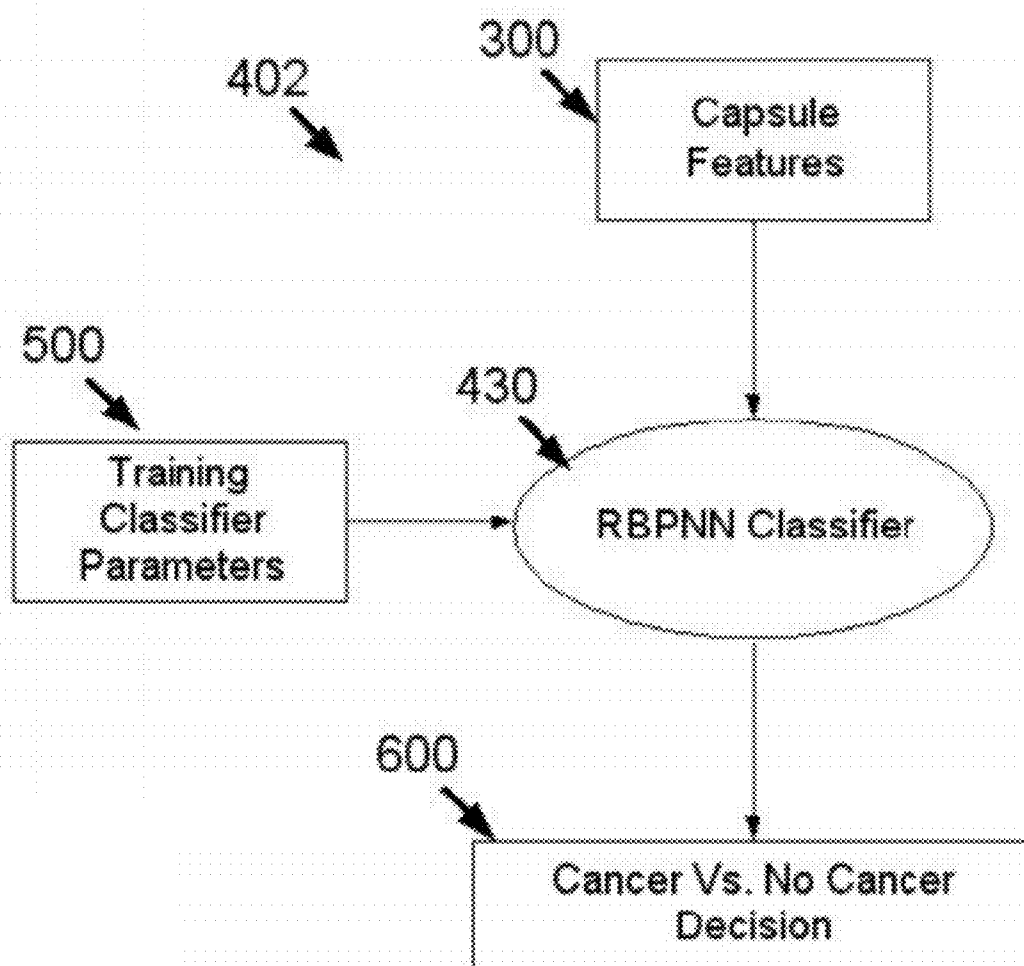 300
402
Capsule
Features
500
430
Training
Classifier
Parameters
RBPNN Classifier
600
Cancer Vs. No Cancer
Decision